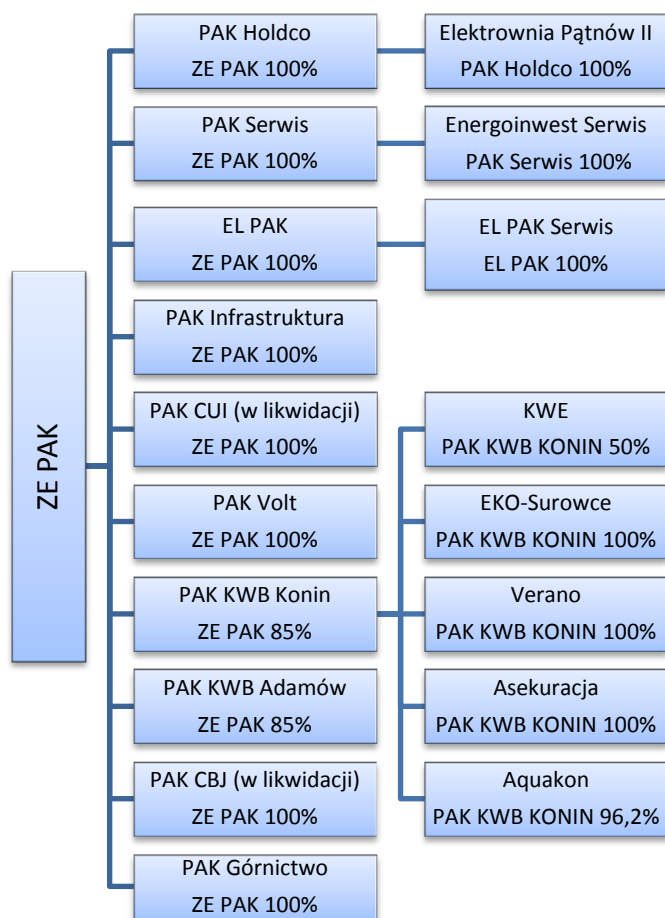 ZE PAK
PAK Holdco
ZE PAK 100%
Elektrownia Pątnów II
PAK Holdco 100%
PAK Serwis
ZE PAK 100%
Energoinwest Serwis
PAK Serwis 100%
EL PAK
ZE PAK 100%
EL PAK Serwis
EL PAK 100%
PAK Infrastruktura
ZE PAK 100%
PAK CUI (w likwidacji)
ZE PAK 100%
PAK Volt
ZE PAK 100%
PAK KWB Konin
ZE PAK 85%
KWE
PAK KWB KONIN 50%
EKO-Surowce
PAK KWB KONIN 100%
Verano
PAK KWB KONIN 100%
Asekuracja
PAK KWB KONIN 100%
Aquakon
PAK KWB KONIN 96,2%
PAK KWB Adamów
ZE PAK 85%
PAK CBJ (w likwidacji)
ZE PAK 100%
PAK Górnictwo
ZE PAK 100%